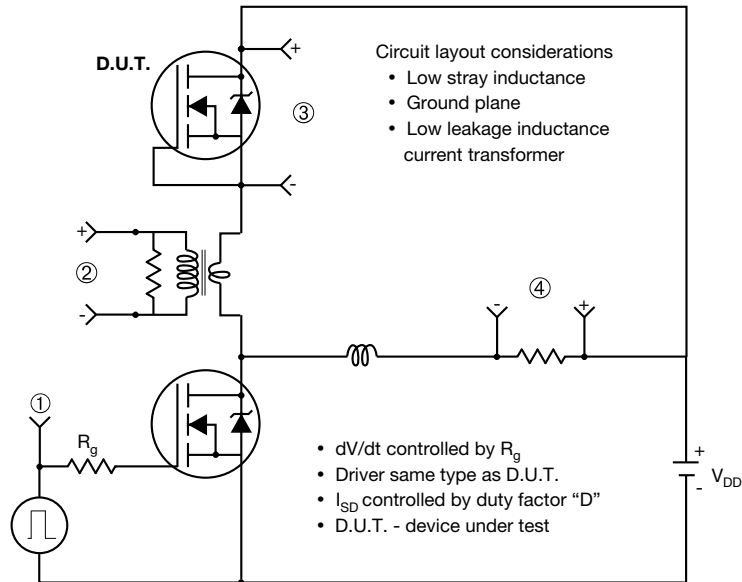 D.U.T.
+
-
③
Circuit layout considerations
• Low stray inductance
• Ground plane
• Low leakage inductance
current transformer
+
②
-
-
④
+
①
Rg
• dV/dt controlled by Rg
• Driver same type as D.U.T.
• ISD controlled by duty factor “D”
• D.U.T. - device under test
+
-
VDD